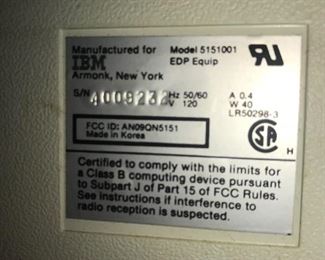 Manufactured for Model 5151001
IBM EDP Equip
Armonk, New York
S/N 4009232 Hz 50/60 A 0.4
V 120 W 40
LR50298-3
FCC ID: AN09QN5151
Made in Korea
SA
H
Certified to comply with the limits for
a Class B computing device pursuant
to Subpart J of Part 15 of FCC Rules.
See instructions if interference to
radio reception is suspected.